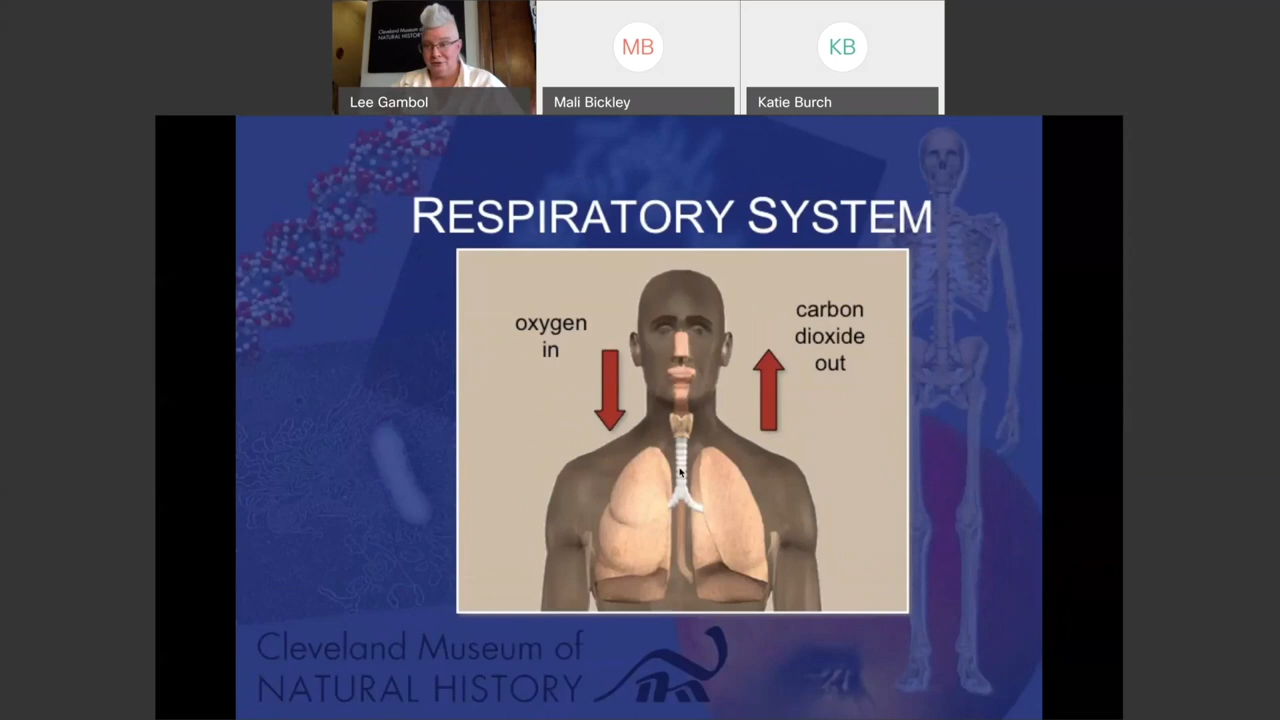 Cleveland Museum of
NATURAL HISTORY
MB
KB
Lee Gambol
Mali Bickley
Katie Burch
RESPIRATORY SYSTEM
oxygen
in
carbon
dioxide
out
Cleveland Museum of
NATURAL HISTORY